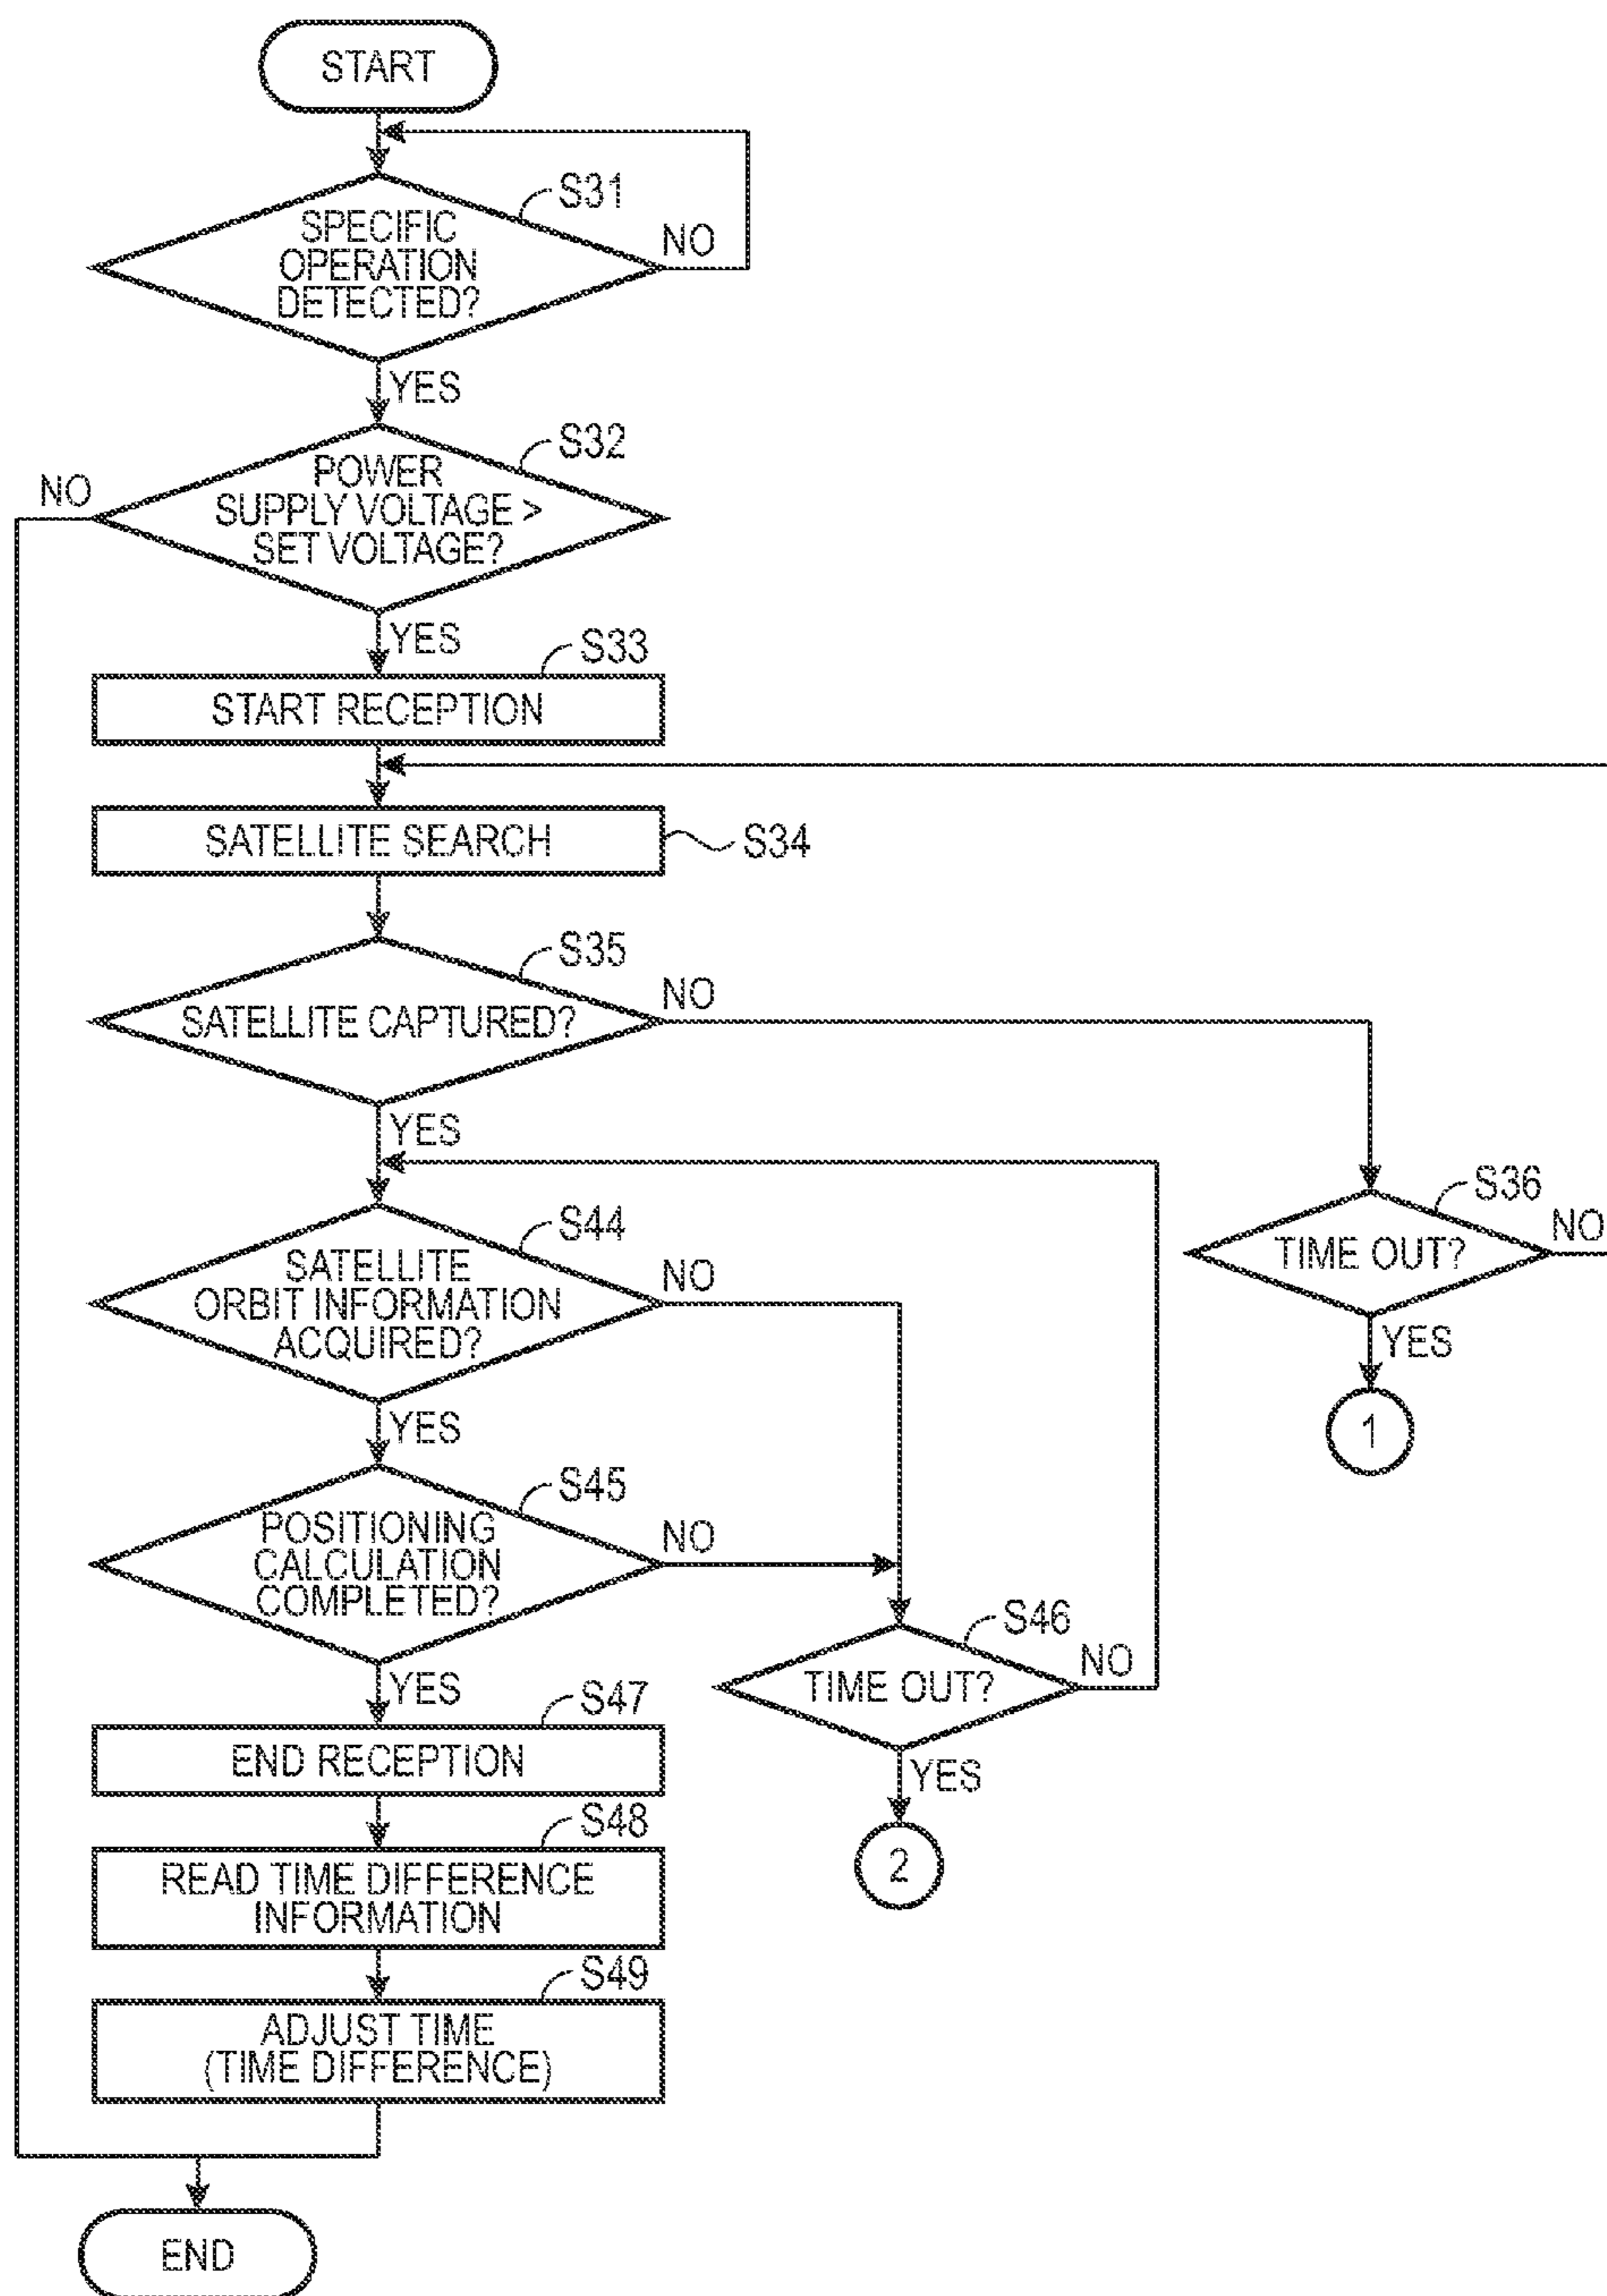 START
S31
SPECIFIC
OPERATION
DETECTED?
NO
YES
S32
NO
POWER
SUPPLY VOLTAGE >
SET VOLTAGE?
YES
S33
START RECEPTION
SATELLITE SEARCH
S34
S35
NO
SATELLITE CAPTURED?
YES
S36
TIME OUT?
NO
YES
1
S44
SATELLITE
ORBIT INFORMATION
ACQUIRED?
NO
YES
S45
POSITIONING
CALCULATION
COMPLETED?
NO
S46
TIME OUT?
NO
YES
2
YES
S47
END RECEPTION
S48
READ TIME DIFFERENCE
INFORMATION
S49
ADJUST TIME
(TIME DIFFERENCE)
END